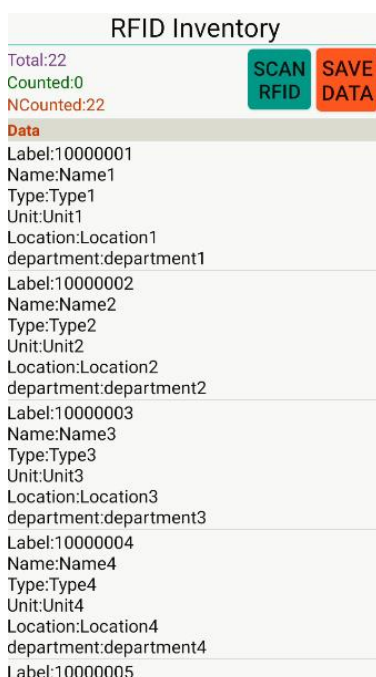 RFID Inventory
Total:22
Counted:0
NCounted:22
SCAN
RFID
SAVE
DATA
Data
Label:10000001
Name:Name1
Type:Type1
Unit:Unit1
Location:Location1
department:department1
Label:10000002
Name:Name2
Type:Type2
Unit:Unit2
Location:Location2
department:department2
Label:10000003
Name:Name3
Type:Type3
Unit:Unit3
Location:Location3
department:department3
Label:10000004
Name:Name4
Type:Type4
Unit:Unit4
Location:Location4
department:department4
Label:10000005